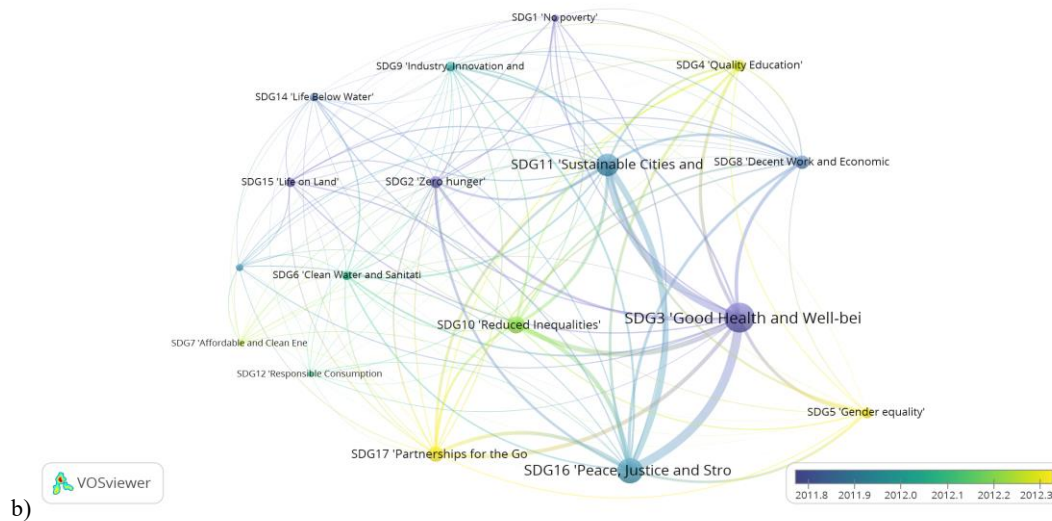 SDG1 'No poverty'
SDG9 'Industry, Innovation and
SDG4 'Quality Education'
SDG14 'Life Below Water'
SDG11 'Sustainable Cities and
SDG8 'Decent Work and Economic
SDG15 'Life on Land'
SDG2 'Zero hunger'
SDG6 'Clean Water and Sanitati
SDG10 'Reduced Inequalities'
SDG3 'Good Health and Well-bei
SDG7 'Affordable and Clean Ene
SDG12 'Responsible Consumption
SDG5 'Gender equality'
SDG17 'Partnerships for the Go
SDG16 'Peace, Justice and Stro
b)
VOSviewer
2011.8 2011.9 2012.0 2012.1 2012.2 2012.3